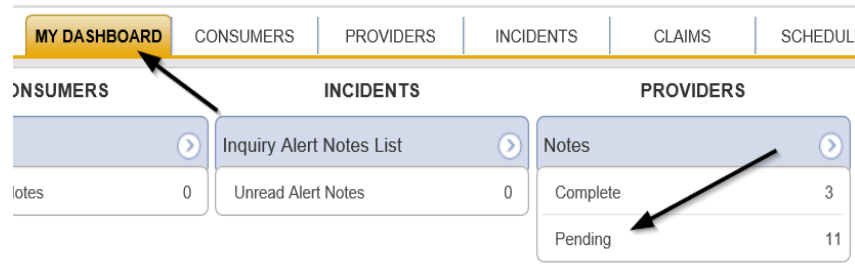 MY DASHBOARD CONSUMERS PROVIDERS INCIDENTS CLAIMS SCHEDUL
ONSUMERS INCIDENTS PROVIDERS
Inquiry Alert Notes List Notes
lotes 0 Unread Alert Notes 0 Complete 3
Pending 11